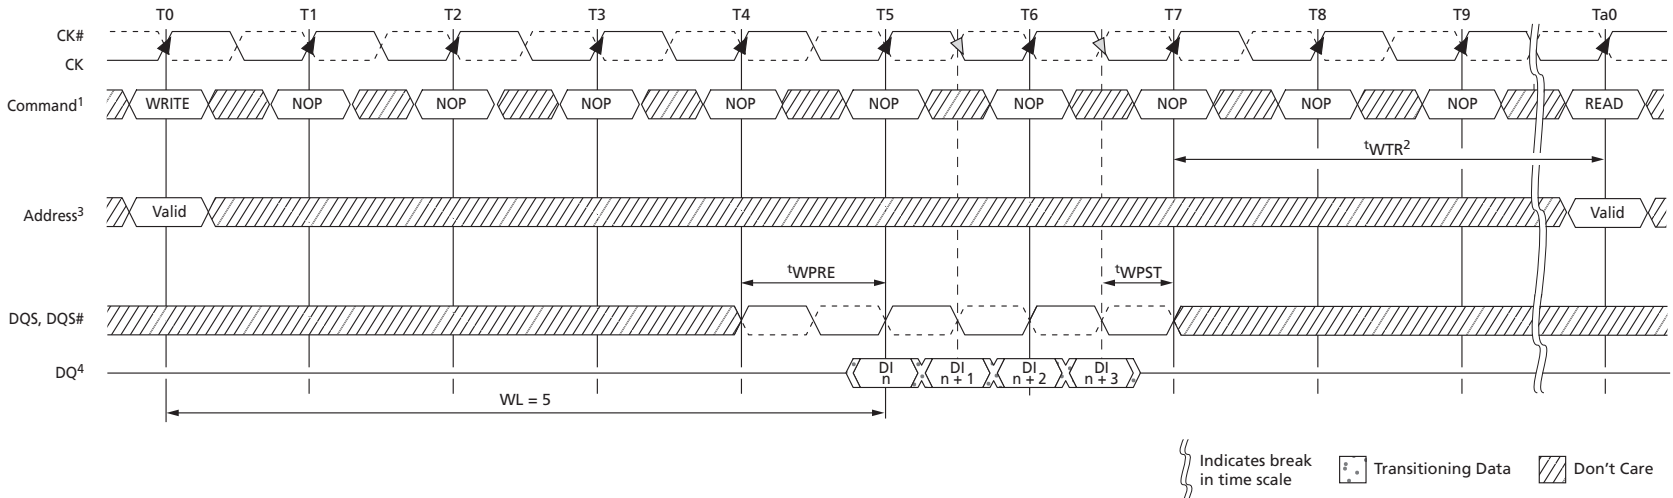 T0 T1 T2 T3 T4 T5 T6 T7 T8 T9 Ta0
CK#
CK
Command1 WRITE NOP NOP NOP NOP NOP NOP NOP NOP NOP READ
tWTR2
Address3 Valid Valid
tWPRE tWPST
DQS, DQS#
DQ4 DI n DI n + 1 DI n + 2 DI n + 3
WL = 5
Indicates break
in time scale
Transitioning Data
Don't Care